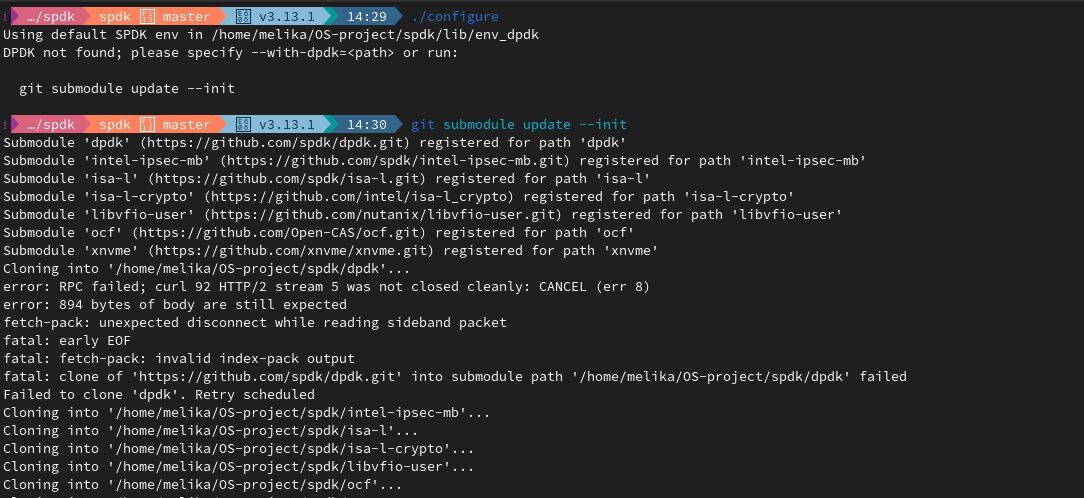 …/spdk spdk master v3.13.1 14:29 ./configure
Using default SPDK env in /home/melika/OS-project/spdk/lib/env_dpdk
DPDK not found; please specify --with-dpdk=<path> or run:
git submodule update --init
…/spdk spdk master v3.13.1 14:30 git submodule update --init
Submodule 'dpdk' (https://github.com/spdk/dpdk.git) registered for path 'dpdk'
Submodule 'intel-ipsec-mb' (https://github.com/spdk/intel-ipsec-mb.git) registered for path 'intel-ipsec-mb'
Submodule 'isa-l' (https://github.com/spdk/isa-l.git) registered for path 'isa-l'
Submodule 'isa-l-crypto' (https://github.com/intel/isa-l_crypto) registered for path 'isa-l-crypto'
Submodule 'libvfio-user' (https://github.com/nutanix/libvfio-user.git) registered for path 'libvfio-user'
Submodule 'ocf' (https://github.com/Open-CAS/ocf.git) registered for path 'ocf'
Submodule 'xnvme' (https://github.com/xnvme/xnvme.git) registered for path 'xnvme'
Cloning into '/home/melika/OS-project/spdk/dpdk'...
error: RPC failed; curl 92 HTTP/2 stream 5 was not closed cleanly: CANCEL (err 8)
error: 894 bytes of body are still expected
fetch-pack: unexpected disconnect while reading sideband packet
fatal: early EOF
fatal: fetch-pack: invalid index-pack output
fatal: clone of 'https://github.com/spdk/dpdk.git' into submodule path '/home/melika/OS-project/spdk/dpdk' failed
Failed to clone 'dpdk'. Retry scheduled
Cloning into '/home/melika/OS-project/spdk/intel-ipsec-mb'...
Cloning into '/home/melika/OS-project/spdk/isa-l'...
Cloning into '/home/melika/OS-project/spdk/isa-l-crypto'...
Cloning into '/home/melika/OS-project/spdk/libvfio-user'...
Cloning into '/home/melika/OS-project/spdk/ocf'...